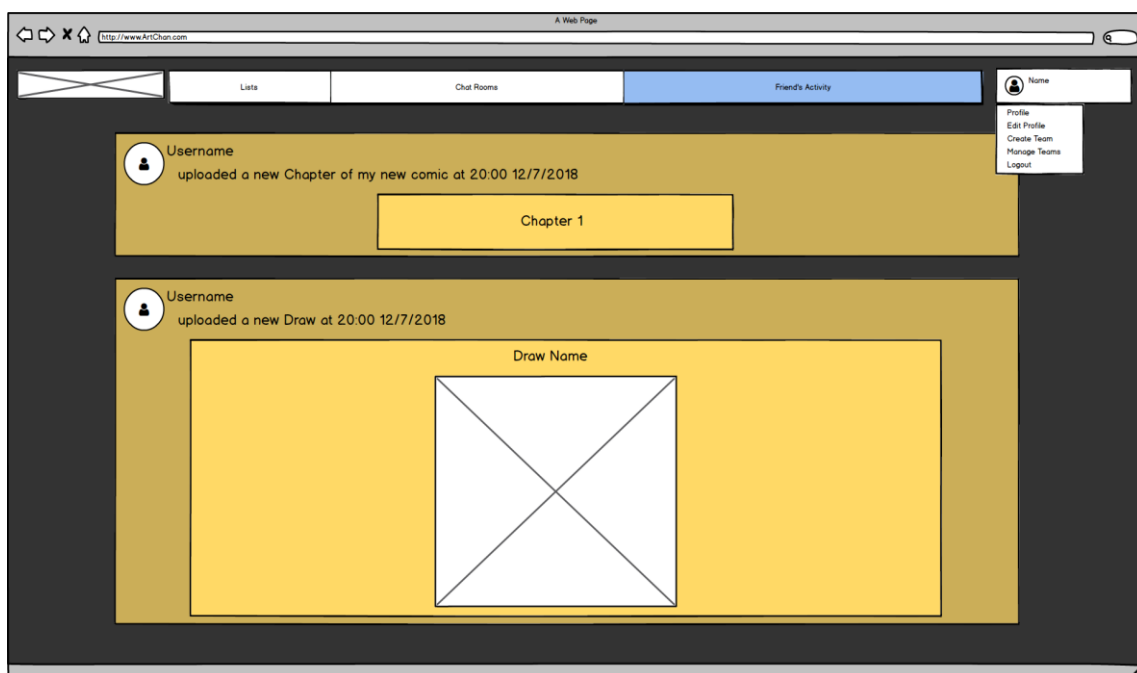 A Web Page
http://www.ArtChan.com
Lists
Chat Rooms
Friend's Activity
Name
Profile
Edit Profile
Create Team
Manage Teams
Logout
Username
uploaded a new Chapter of my new comic at 20:00 12/7/2018
Chapter 1
Username
uploaded a new Draw at 20:00 12/7/2018
Draw Name